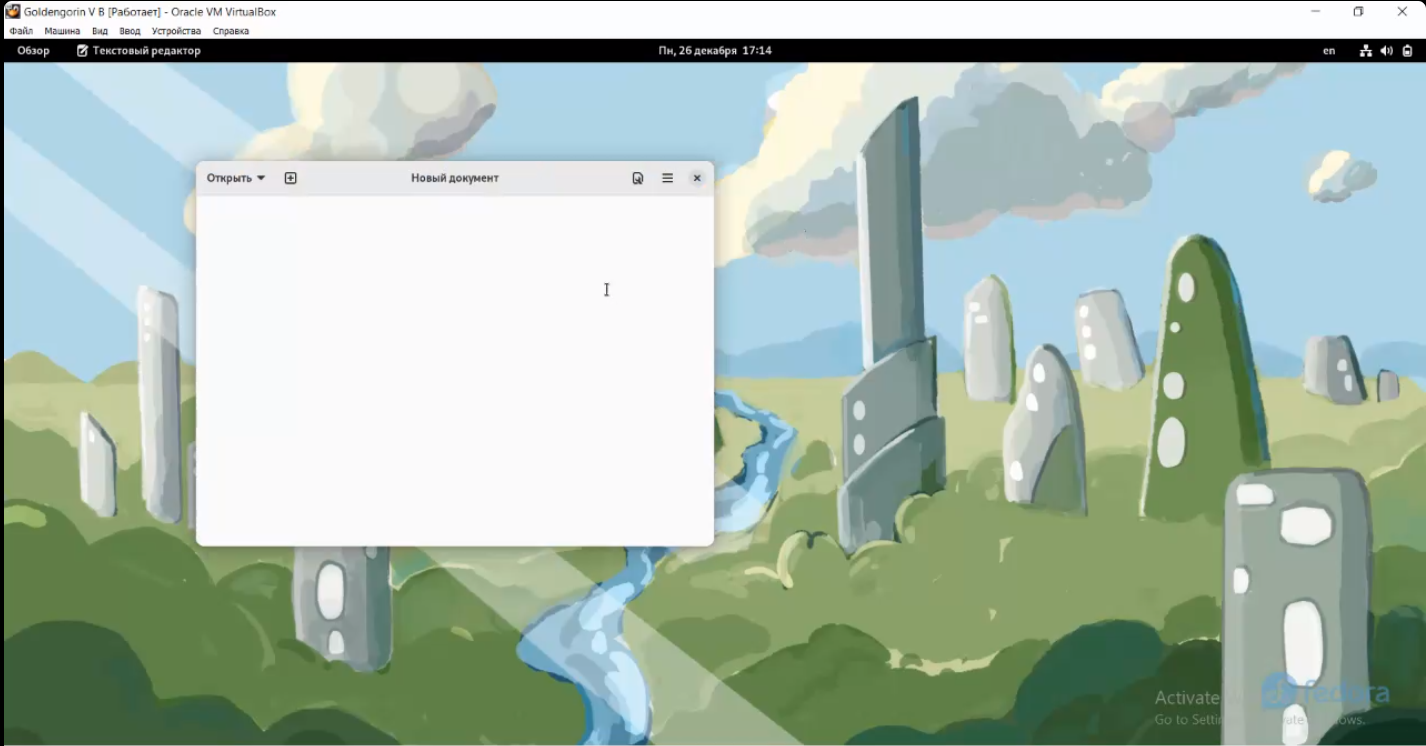 Goldengorin V B [Работает] - Oracle VM VirtualBox
Файл Машина Вид Ввод Устройства Справка
Обзор Текстовый редактор Пн, 26 декабря 17:14 en
Открыть Новый документ
Activate
fedora
Go to